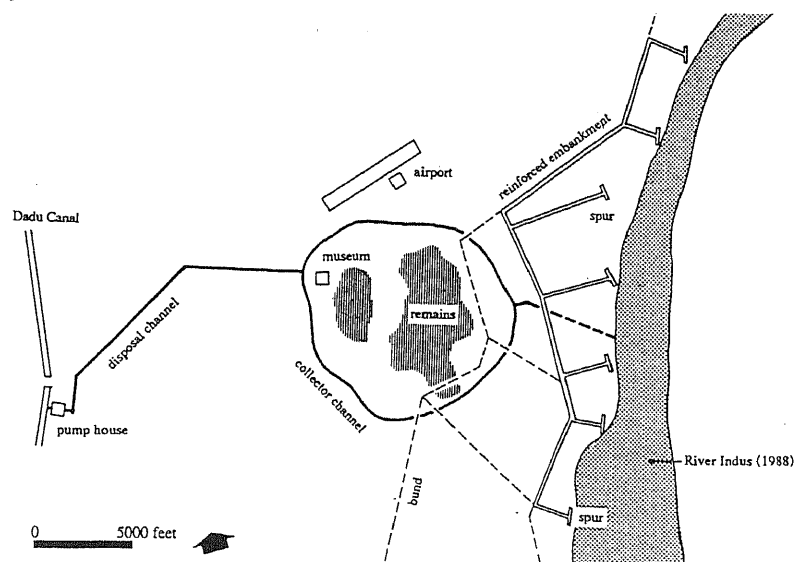 reinforced embankment
airport
spur
Dadu Canal
museum
remains
disposal channel
collector channel
pump house
bund
River Indus (1988)
spur
0 5000 feet